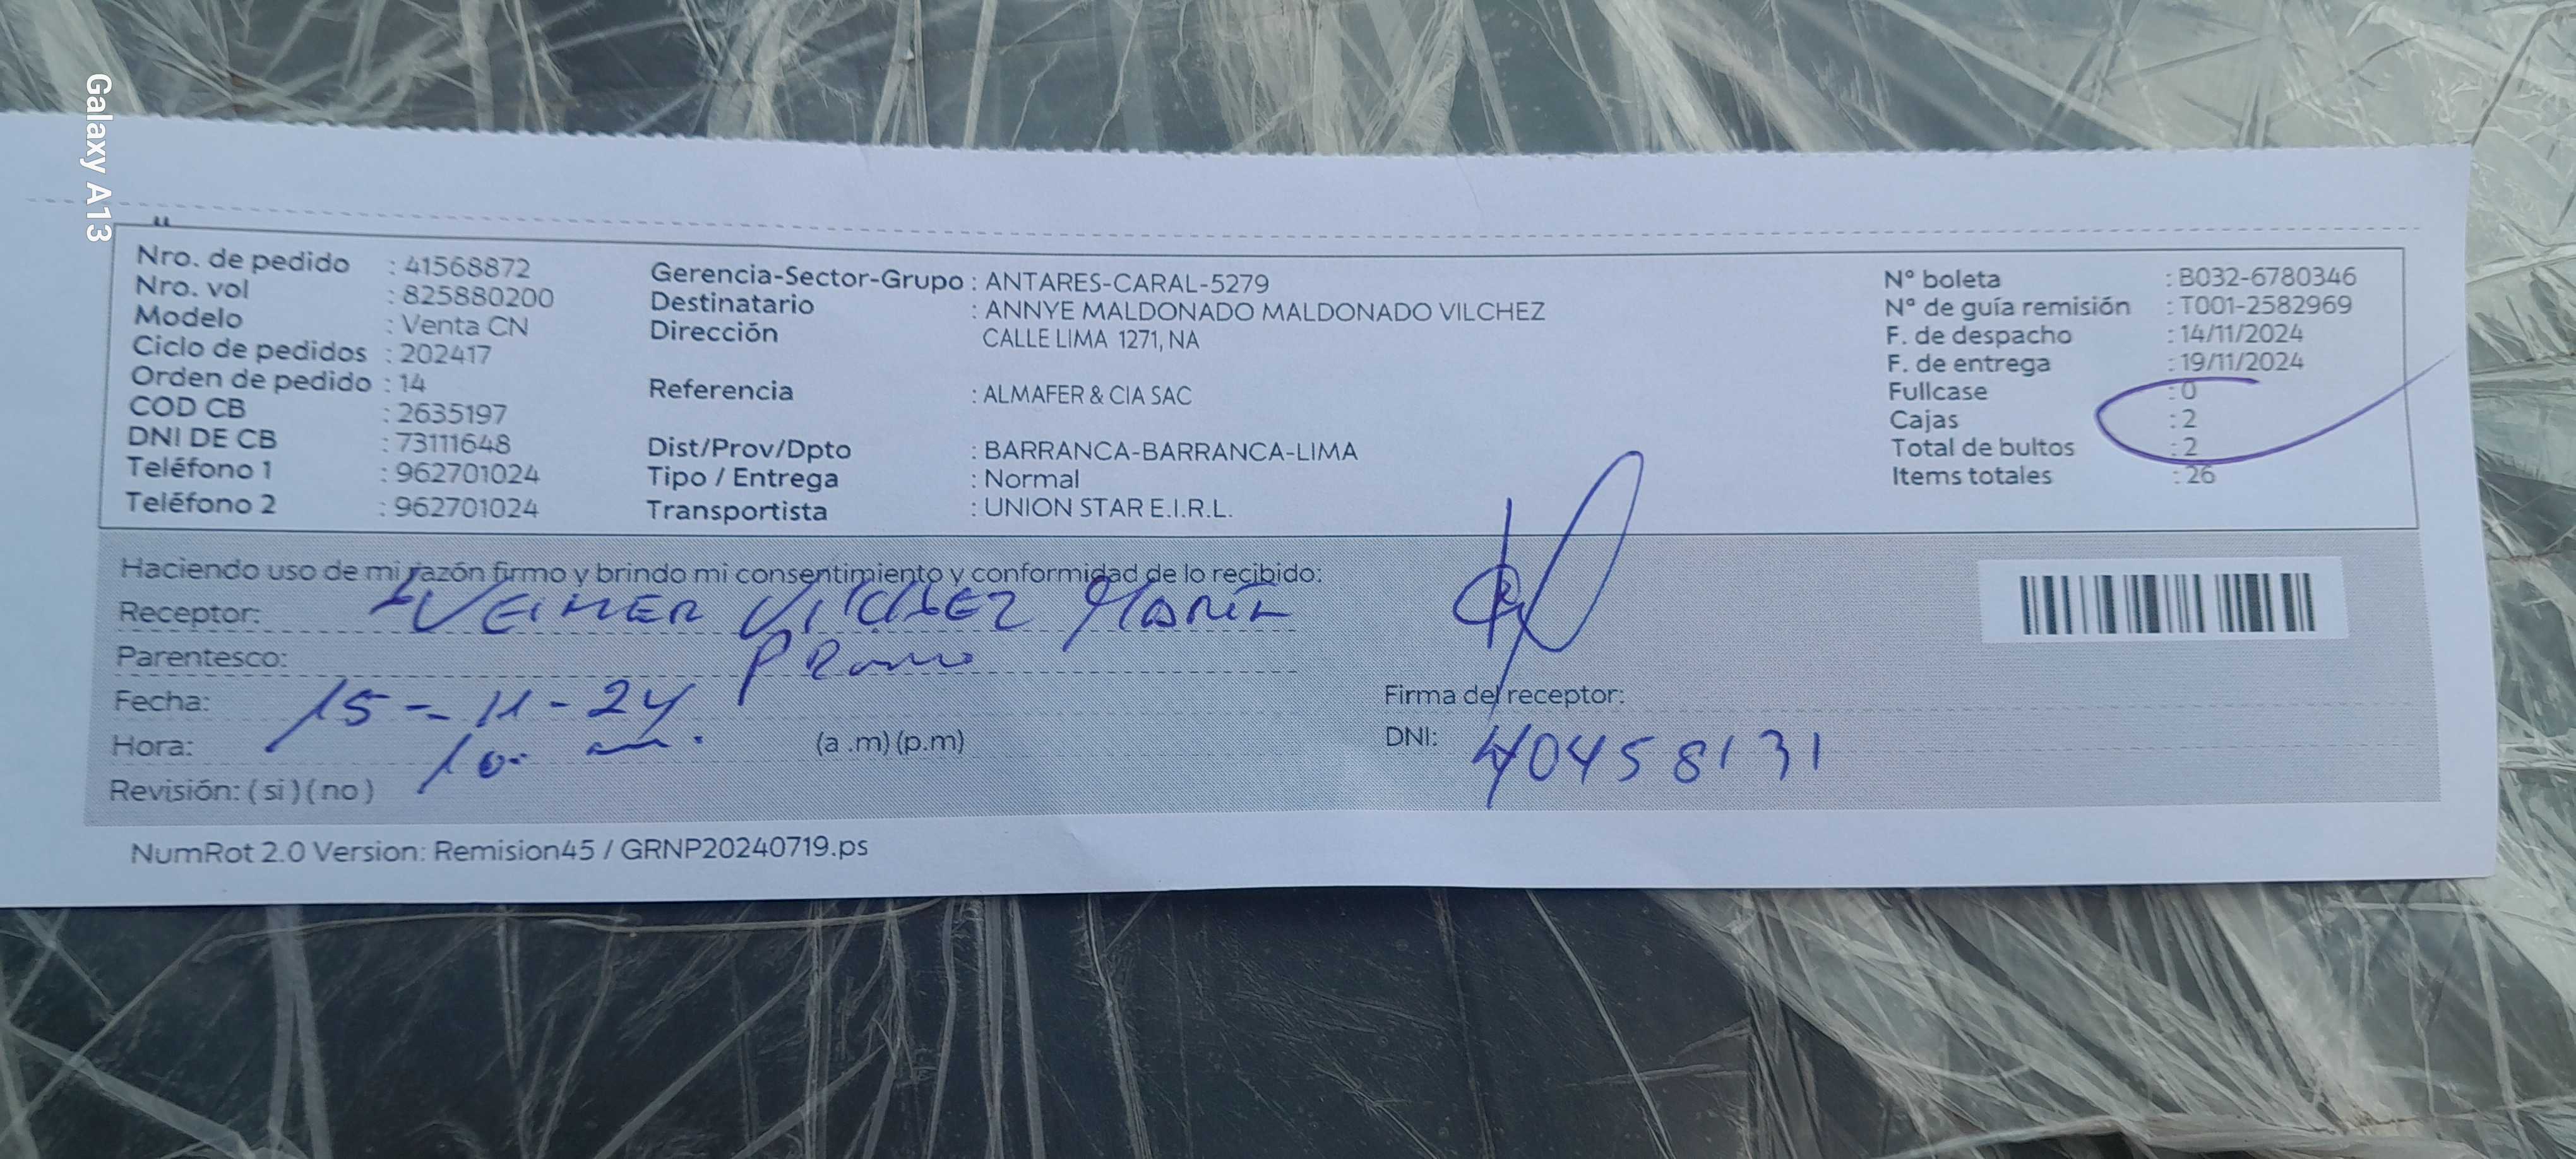 Galaxy A13
Nro. de pedido : 41568872
Nro. vol : 825880200
Modelo : Venta CN
Ciclo de pedidos : 202417
Orden de pedido : 14
COD CB : 2635197
DNI DE CB : 73111648
Teléfono 1 : 962701024
Teléfono 2 : 962701024
Gerencia-Sector-Grupo : ANTARES-CARAL-5279
Destinatario : ANNYE MALDONADO MALDONADO VILCHEZ
Dirección CALLE LIMA 1271, NA
Referencia : ALMAFER & CIA SAC
Dist/Prov/Dpto : BARRANCA-BARRANCA-LIMA
Tipo / Entrega : Normal
Transportista : UNION STAR E.I.R.L.
Nº boleta : B032-6780346
Nº de guía remisión : T001-2582969
F. de despacho : 14/11/2024
F. de entrega : 19/11/2024
Fullcase : 0
Cajas : 2
Total de bultos : 2
Items totales : 26
Haciendo uso de mi razón firmo y brindo mi consentimiento y conformidad de lo recibido:
Receptor: VILCHEZ
Parentesco:
Fecha: 15-11-24
Hora: 10 am. (a .m) (p.m)
Revisión: ( si ) ( no )
Firma del receptor:
DNI: 40458131
NumRot 2.0 Version: Remision45 / GRNP20240719.ps